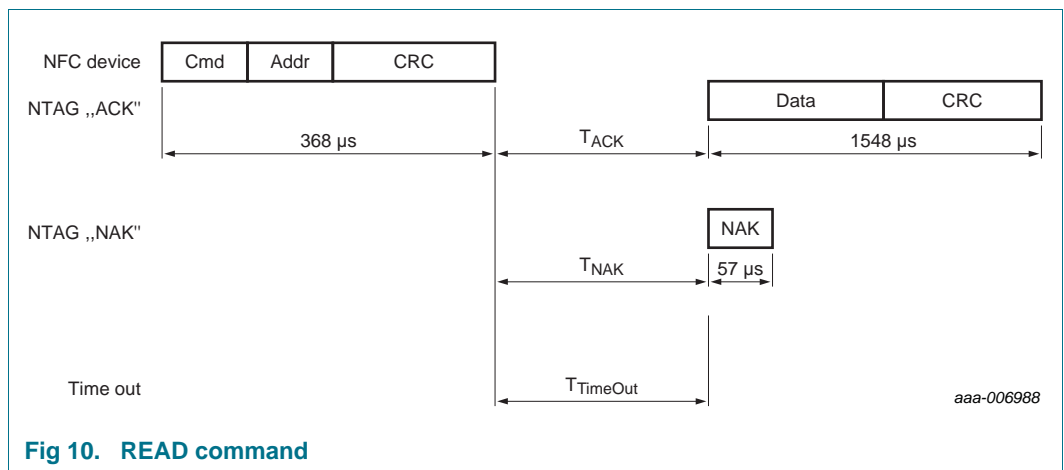 NFC device Cmd Addr CRC
NTAG ,,ACK" Data CRC
368 µs TACK 1548 µs
NTAG ,,NAK" NAK
TNAK 57 µs
Time out TTimeOut aaa-006988
Fig 10. READ command